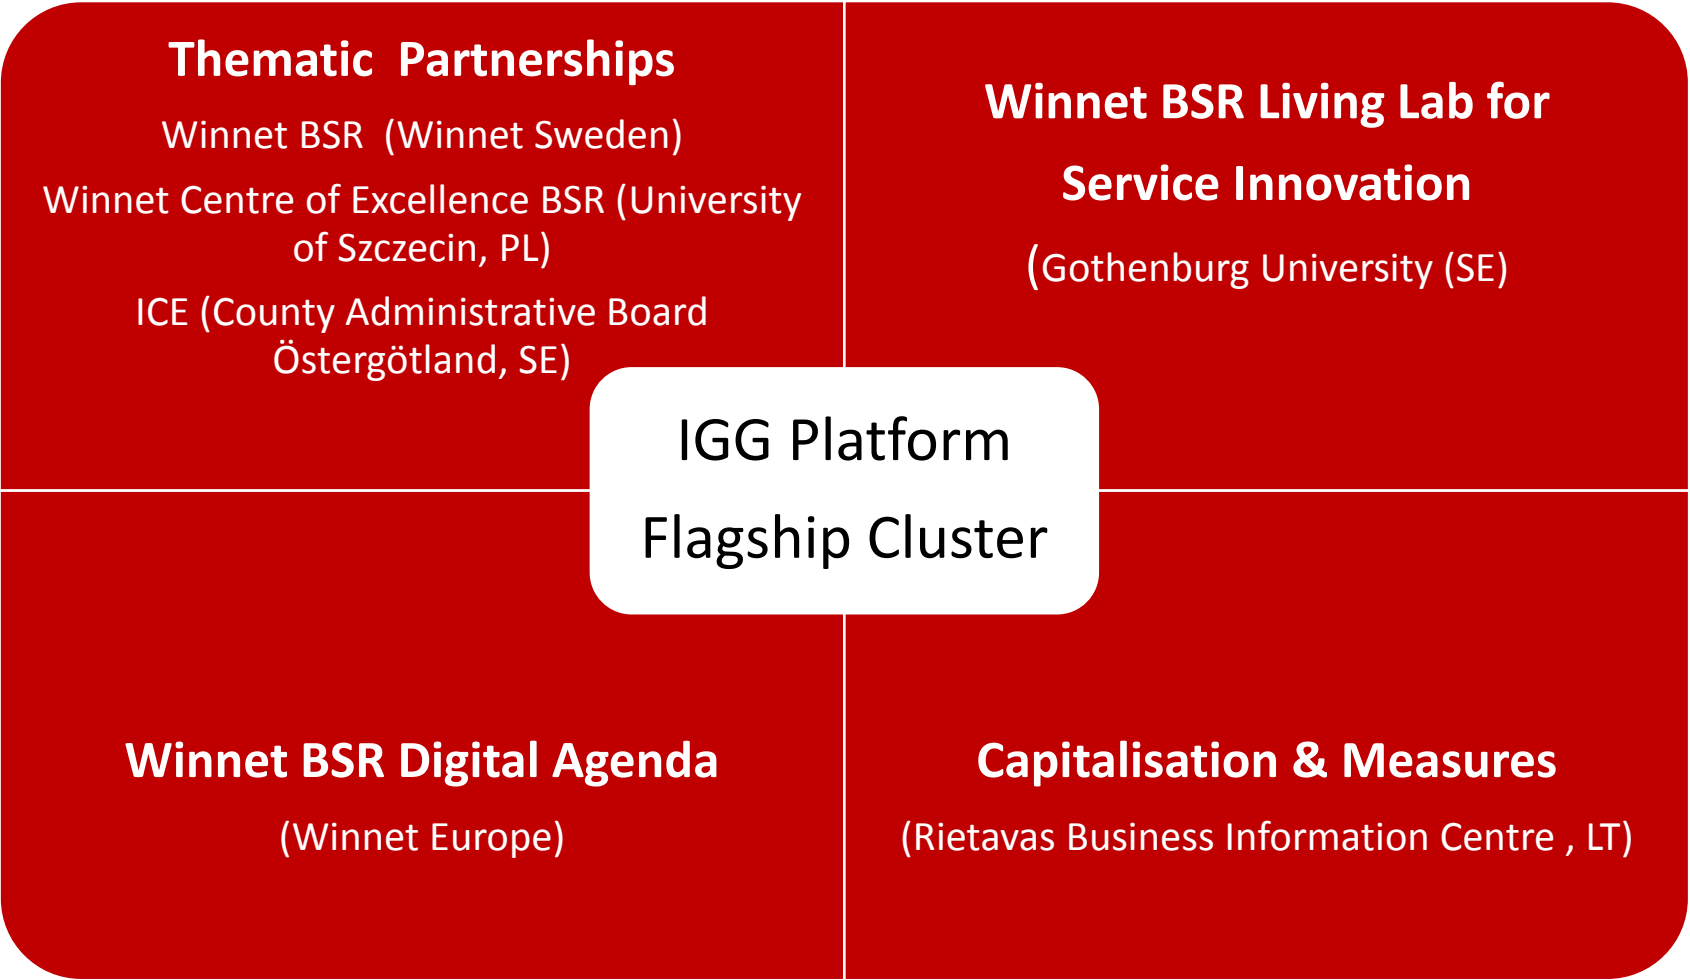 Thematic  Partnerships
Winnet BSR  (Winnet Sweden)
Winnet Centre of Excellence BSR (University
of Szczecin, PL)
ICE (County Administrative Board
Östergötland, SE)
Winnet BSR Living Lab for
Service Innovation
(Gothenburg University (SE)
IGG Platform
Flagship Cluster
Winnet BSR Digital Agenda
(Winnet Europe)
Capitalisation & Measures
(Rietavas Business Information Centre , LT)